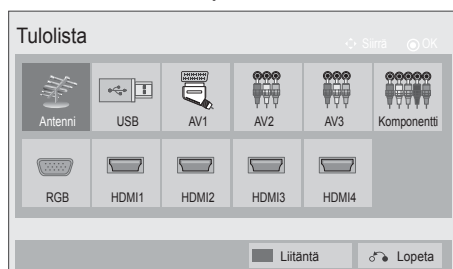 Tulolista
Siirrä OK
Antenni USB AV1 AV2 AV3 Komponentti
RGB HDMI1 HDMI2 HDMI3 HDMI4
Liitäntä Lopeta